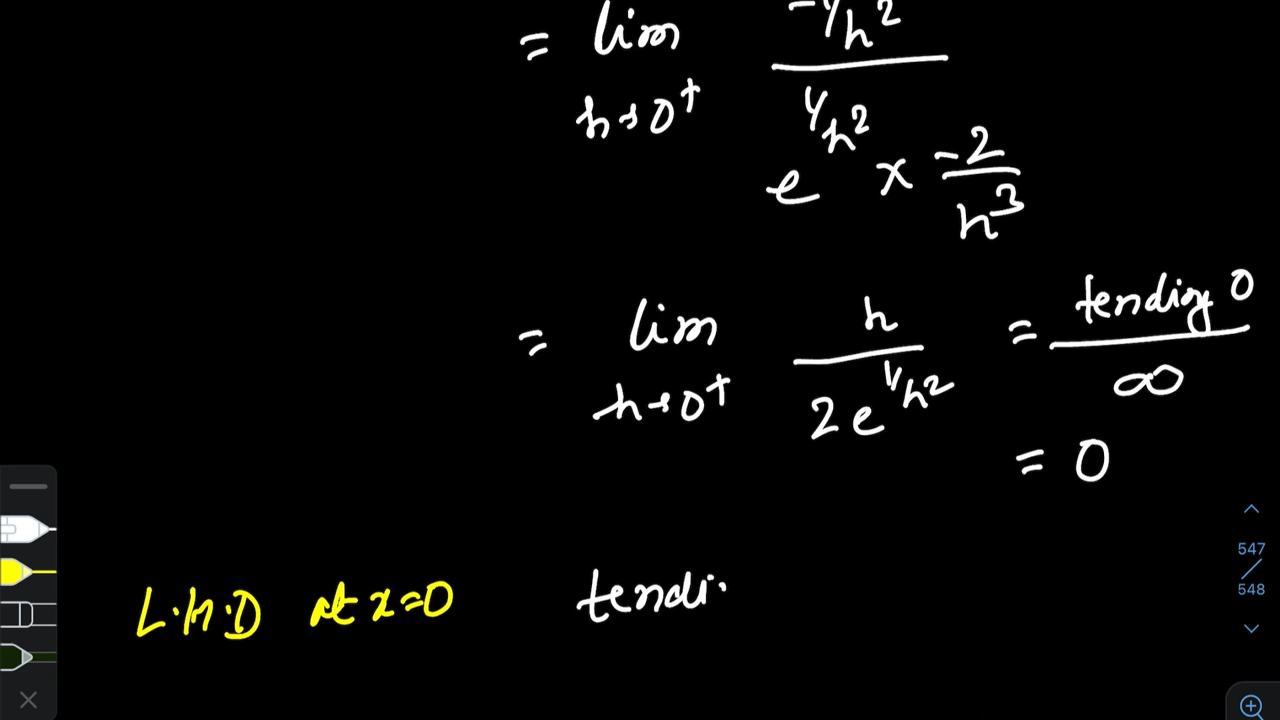 = lim -1/h²
h→0⁺ e^(1/h²) × -2/h³
= lim h / 2e^(1/h²) = tending 0 / ∞
h→0⁺
= 0
547
548
L.H.D at x=0 tendi